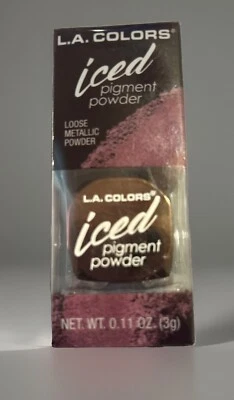 L.A. COLORS®
iced
pigment
powder
LOOSE
METALLIC
POWDER
L.A. COLORS®
iced
pigment
powder
NET. WT. 0.11 OZ. (3g)